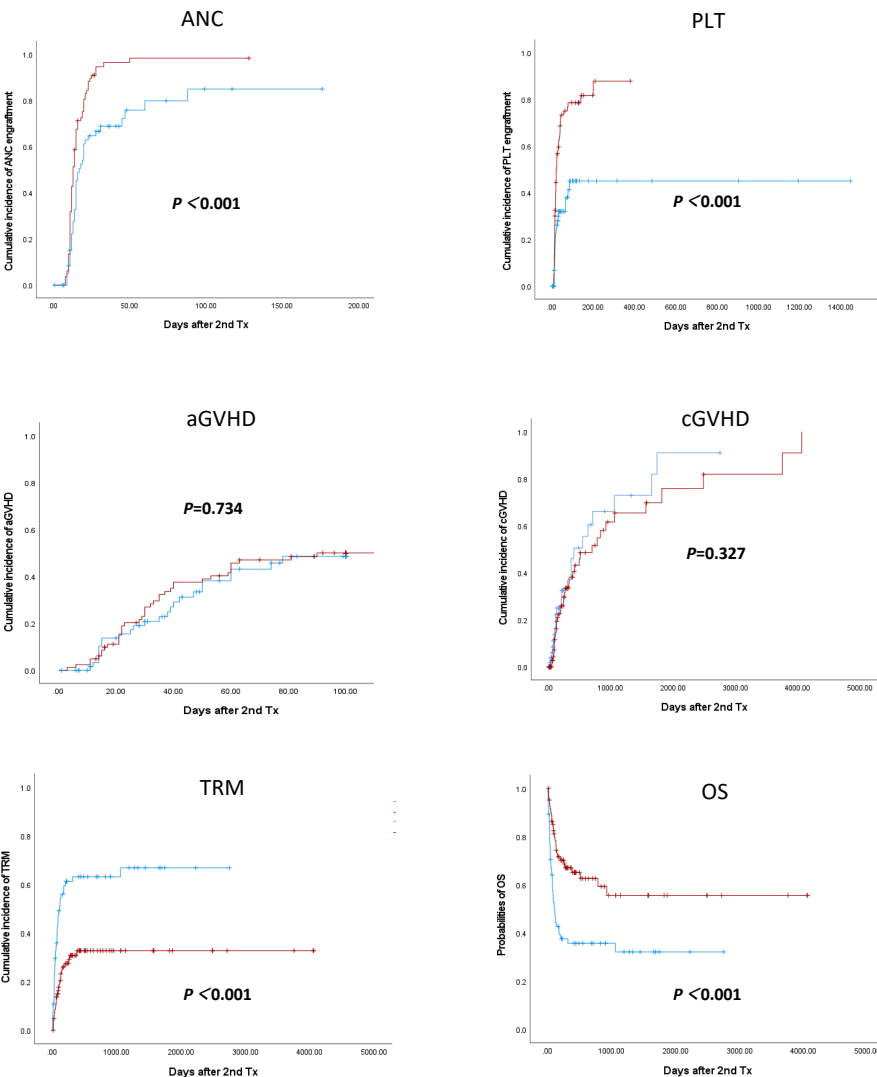 ANC
Cumulative incidence of ANC engraftment
1.0
0.8
0.6
0.4
0.2
0.0
P＜0.001
.00 50.00 100.00 150.00 200.00
Days after 2nd Tx
PLT
Cumulative incidence of PLT engraftment
1.0
0.8
0.6
0.4
0.2
0.0
P＜0.001
.00 200.00 400.00 600.00 800.00 1000.00 1200.00 1400.00
Days after 2nd Tx
aGVHD
Cumulative incidence of aGVHD
1.0
0.8
0.6
0.4
0.2
0.0
P=0.734
.00 20.00 40.00 60.00 80.00 100.00
Days after 2nd Tx
cGVHD
Cumulative incidenc of cGVHD
1.0
0.8
0.6
0.4
0.2
0.0
P=0.327
.00 1000.00 2000.00 3000.00 4000.00 5000.00
Days after 2nd Tx
TRM
Cumulative incidence of TRM
1.0
0.8
0.6
0.4
0.2
0.0
P＜0.001
.00 1000.00 2000.00 3000.00 4000.00 5000.00
Days after 2nd Tx
OS
Probabilities of OS
1.0
0.8
0.6
0.4
0.2
0.0
P＜0.001
.00 1000.00 2000.00 3000.00 4000.00 5000.0
Days after 2nd Tx